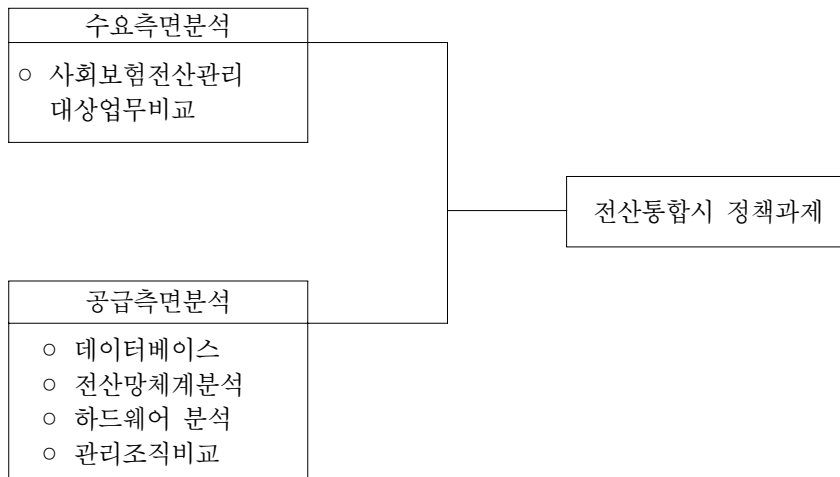 수요측면분석
○ 사회보험전산관리
대상업무비교
전산통합시 정책과제
공급측면분석
○ 데이터베이스
○ 전산망체계분석
○ 하드웨어 분석
○ 관리조직비교